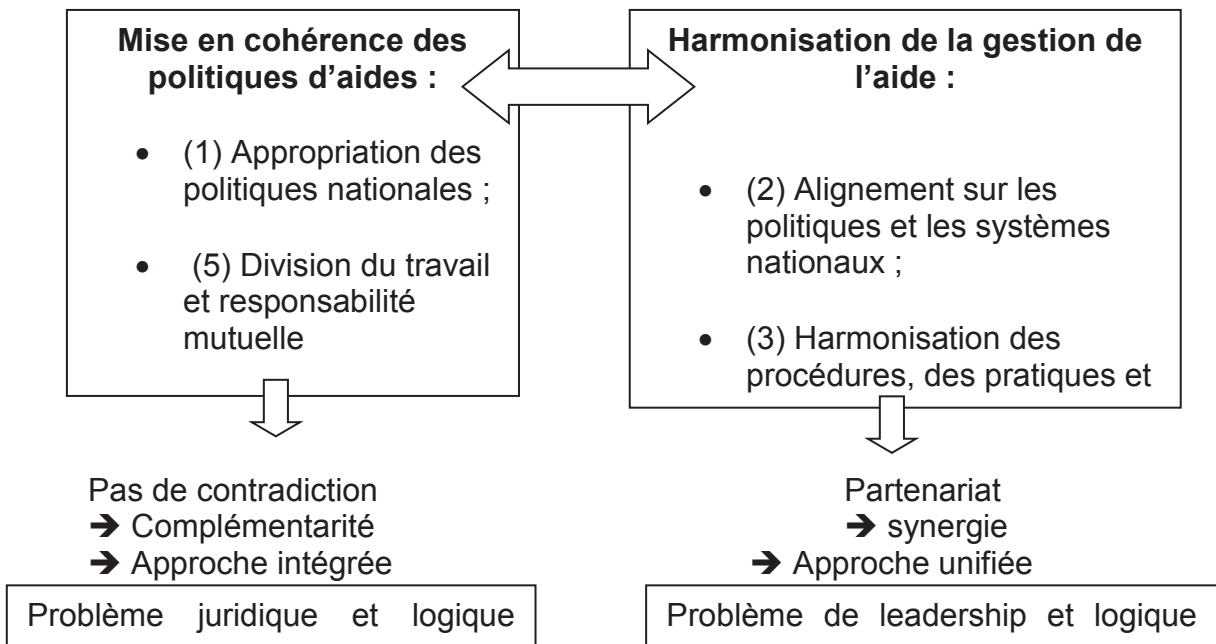 Mise en cohérence des
politiques d’aides :
• (1) Appropriation des
politiques nationales ;
• (5) Division du travail
et responsabilité
mutuelle
Pas de contradiction
➔ Complémentarité
➔ Approche intégrée
Problème juridique et logique
Harmonisation de la gestion de
l’aide :
• (2) Alignement sur les
politiques et les systèmes
nationaux ;
• (3) Harmonisation des
procédures, des pratiques et
Partenariat
➔ synergie
➔ Approche unifiée
Problème de leadership et logique